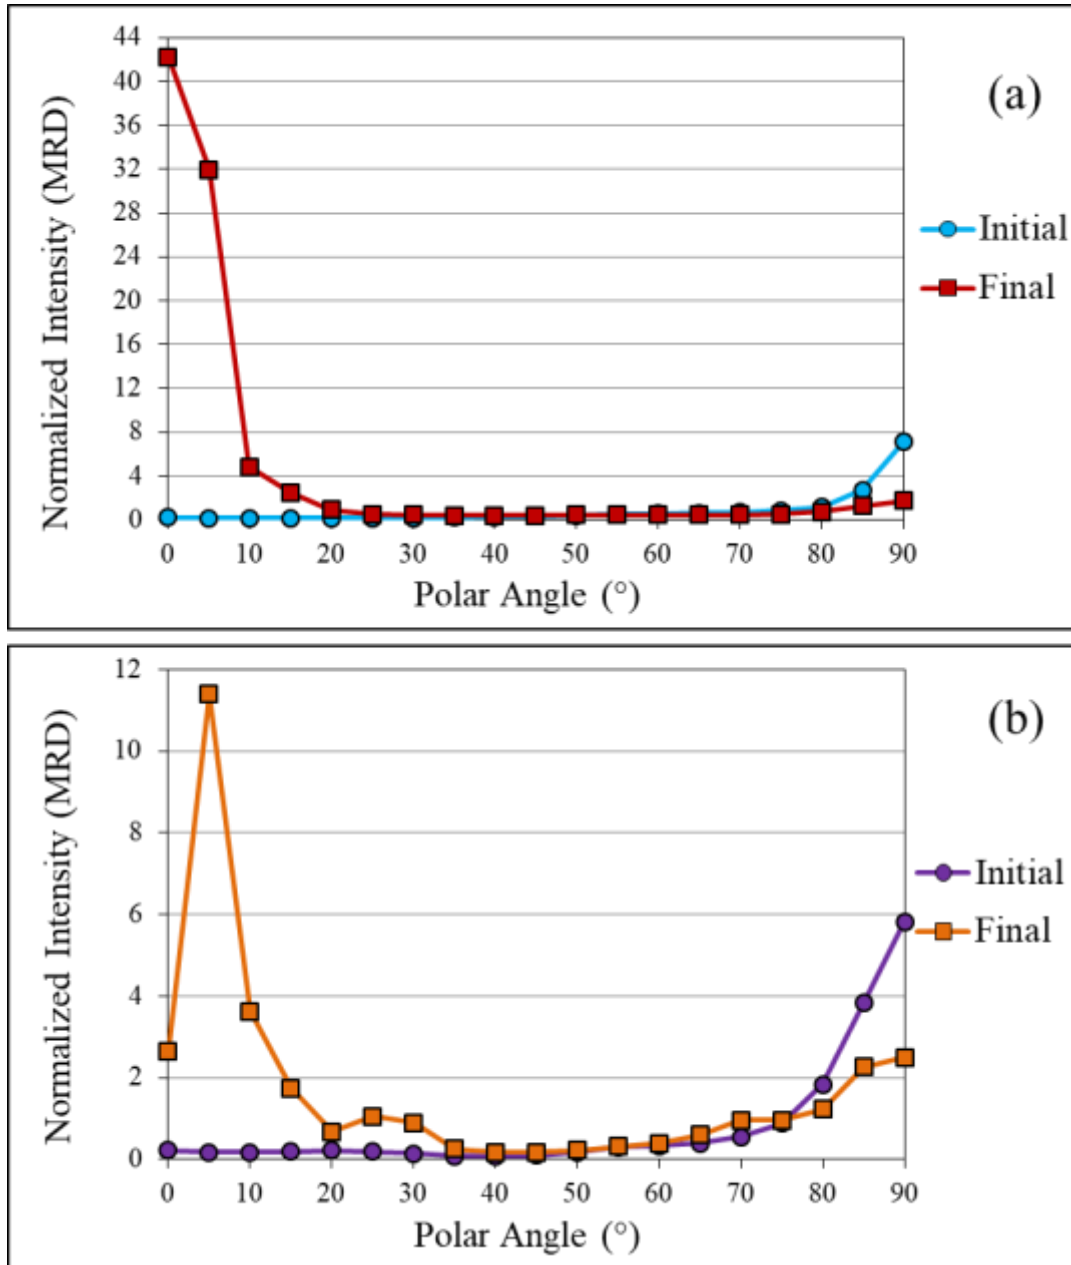 44
40
36
32
28
24
20
16
12
8
4
0
Normalized Intensity (MRD)
0 10 20 30 40 50 60 70 80 90
Polar Angle (°)
(a)
Initial
Final
12
10
8
6
4
2
0
Normalized Intensity (MRD)
0 10 20 30 40 50 60 70 80 90
Polar Angle (°)
(b)
Initial
Final